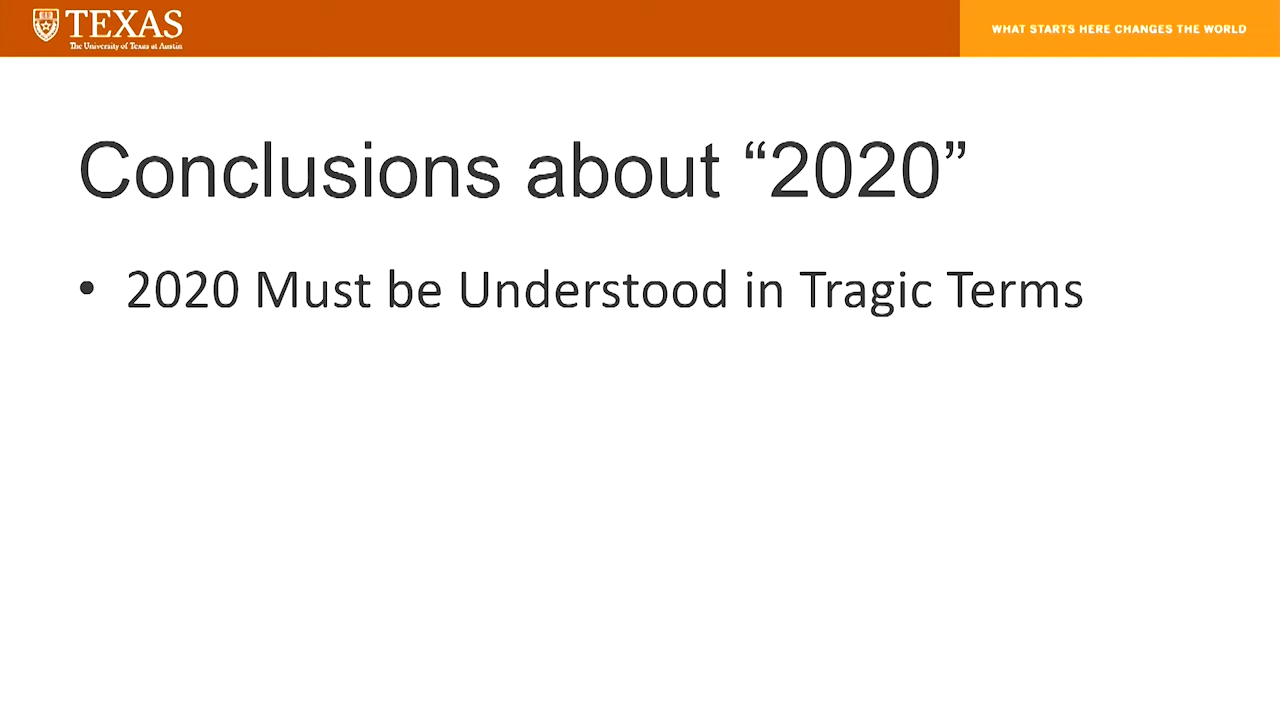 TEXAS
The University of Texas at Austin
WHAT STARTS HERE CHANGES THE WORLD
Conclusions about “2020”
• 2020 Must be Understood in Tragic Terms